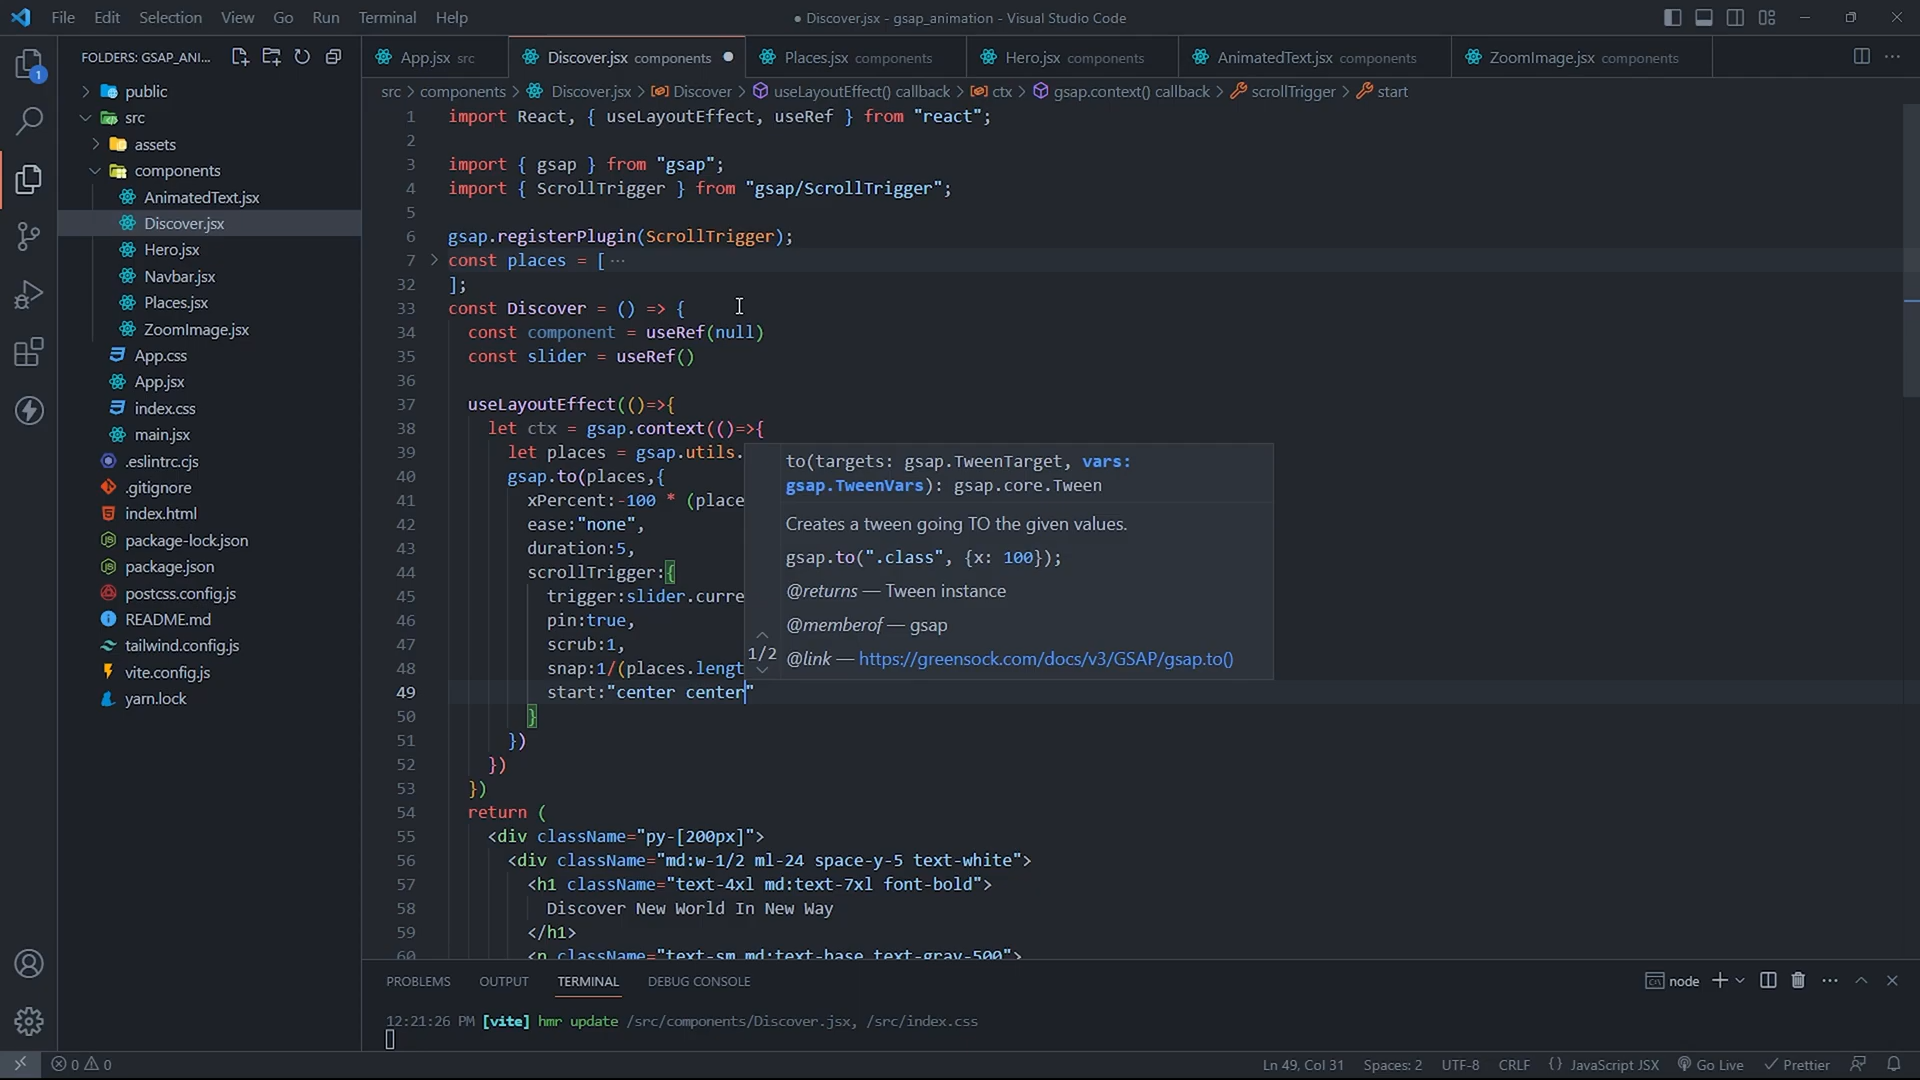 File Edit Selection View Go Run Terminal Help
● Discover.jsx - gsap_animation - Visual Studio Code
FOLDERS: GSAP_ANI...
App.jsx src
Discover.jsx components
Places.jsx components
Hero.jsx components
AnimatedText.jsx components
ZoomImage.jsx components
src > components > Discover.jsx > Discover > useLayoutEffect() callback > ctx > gsap.context() callback > scrollTrigger > start
1
public
src
assets
components
AnimatedText.jsx
Discover.jsx
Hero.jsx
Navbar.jsx
Places.jsx
ZoomImage.jsx
App.css
App.jsx
index.css
main.jsx
.eslintrc.cjs
.gitignore
index.html
package-lock.json
package.json
postcss.config.js
README.md
tailwind.config.js
vite.config.js
yarn.lock
1 import React, { useLayoutEffect, useRef } from "react";
2
3 import { gsap } from "gsap";
4 import { ScrollTrigger } from "gsap/ScrollTrigger";
5
6 gsap.registerPlugin(ScrollTrigger);
7 const places = [ ...
32 ];
33 const Discover = () => {
34 const component = useRef(null)
35 const slider = useRef()
36
37 useLayoutEffect(()=>{
38 let ctx = gsap.context(()=>{
39 let places = gsap.utils.
40 gsap.to(places,{
41 xPercent:-100 * (place
42 ease:"none",
43 duration:5,
44 scrollTrigger:{
45 trigger:slider.curre
46 pin:true,
47 scrub:1,
48 snap:1/(places.lengt
49 start:"center center"
50 }
51 })
52 })
53 })
54 return (
55 <div className="py-[200px]">
56 <div className="md:w-1/2 ml-24 space-y-5 text-white">
57 <h1 className="text-4xl md:text-7xl font-bold">
58 Discover New World In New Way
59 </h1>
60 <p className="text-sm md:text-base text-gray-500">
to(targets: gsap.TweenTarget, vars:
gsap.TweenVars): gsap.core.Tween
Creates a tween going TO the given values.
gsap.to(".class", {x: 100});
@returns — Tween instance
@memberof — gsap
1/2
@link — https://greensock.com/docs/v3/GSAP/gsap.to()
PROBLEMS OUTPUT TERMINAL DEBUG CONSOLE
node
12:21:26 PM [vite] hmr update /src/components/Discover.jsx, /src/index.css
0 0
Ln 49, Col 31 Spaces: 2 UTF-8 CRLF {} JavaScript JSX Go Live Prettier